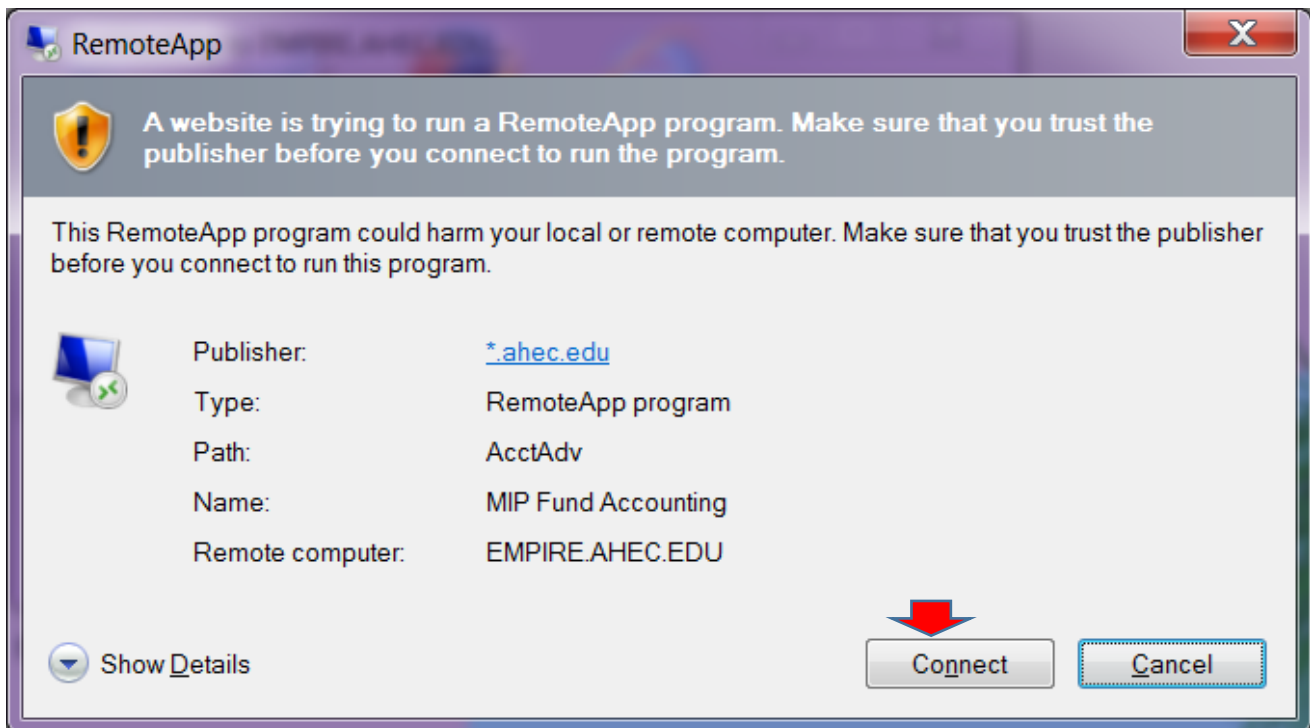 RemoteApp
A website is trying to run a RemoteApp program. Make sure that you trust the
publisher before you connect to run the program.
This RemoteApp program could harm your local or remote computer. Make sure that you trust the publisher
before you connect to run this program.
Publisher: *.ahec.edu
Type: RemoteApp program
Path: AcctAdv
Name: MIP Fund Accounting
Remote computer: EMPIRE.AHEC.EDU
Show Details Connect Cancel